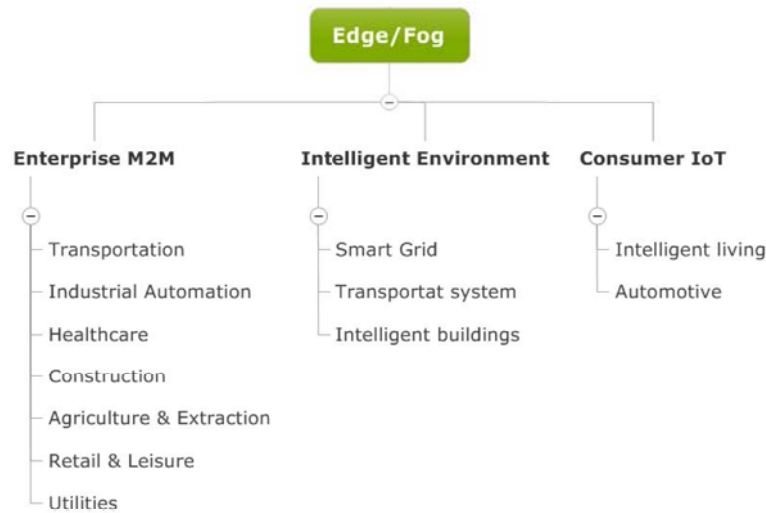 Edge/Fog
Enterprise M2M
Transportation
Industrial Automation
Healthcare
Construction
Agriculture & Extraction
Retail & Leisure
Utilities
Intelligent Environment
Smart Grid
Transportat system
Intelligent buildings
Consumer IoT
Intelligent living
Automotive